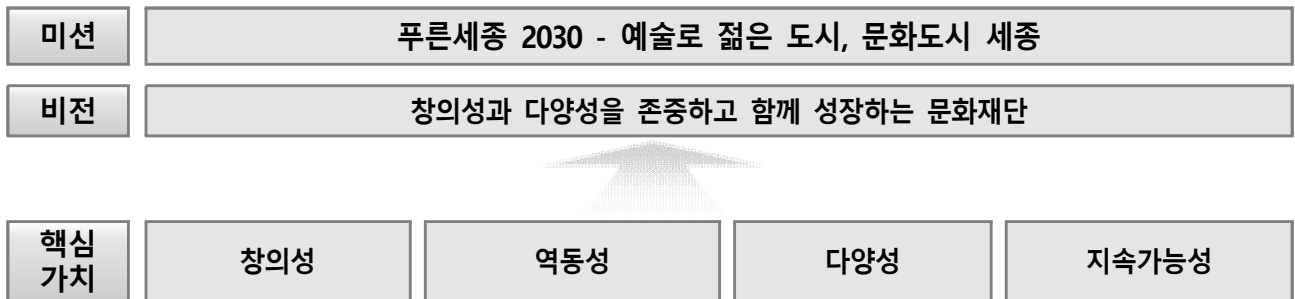 미션
푸른세종 2030 - 예술로 젊은 도시, 문화도시 세종
비전
창의성과 다양성을 존중하고 함께 성장하는 문화재단
핵심
가치
창의성
역동성
다양성
지속가능성